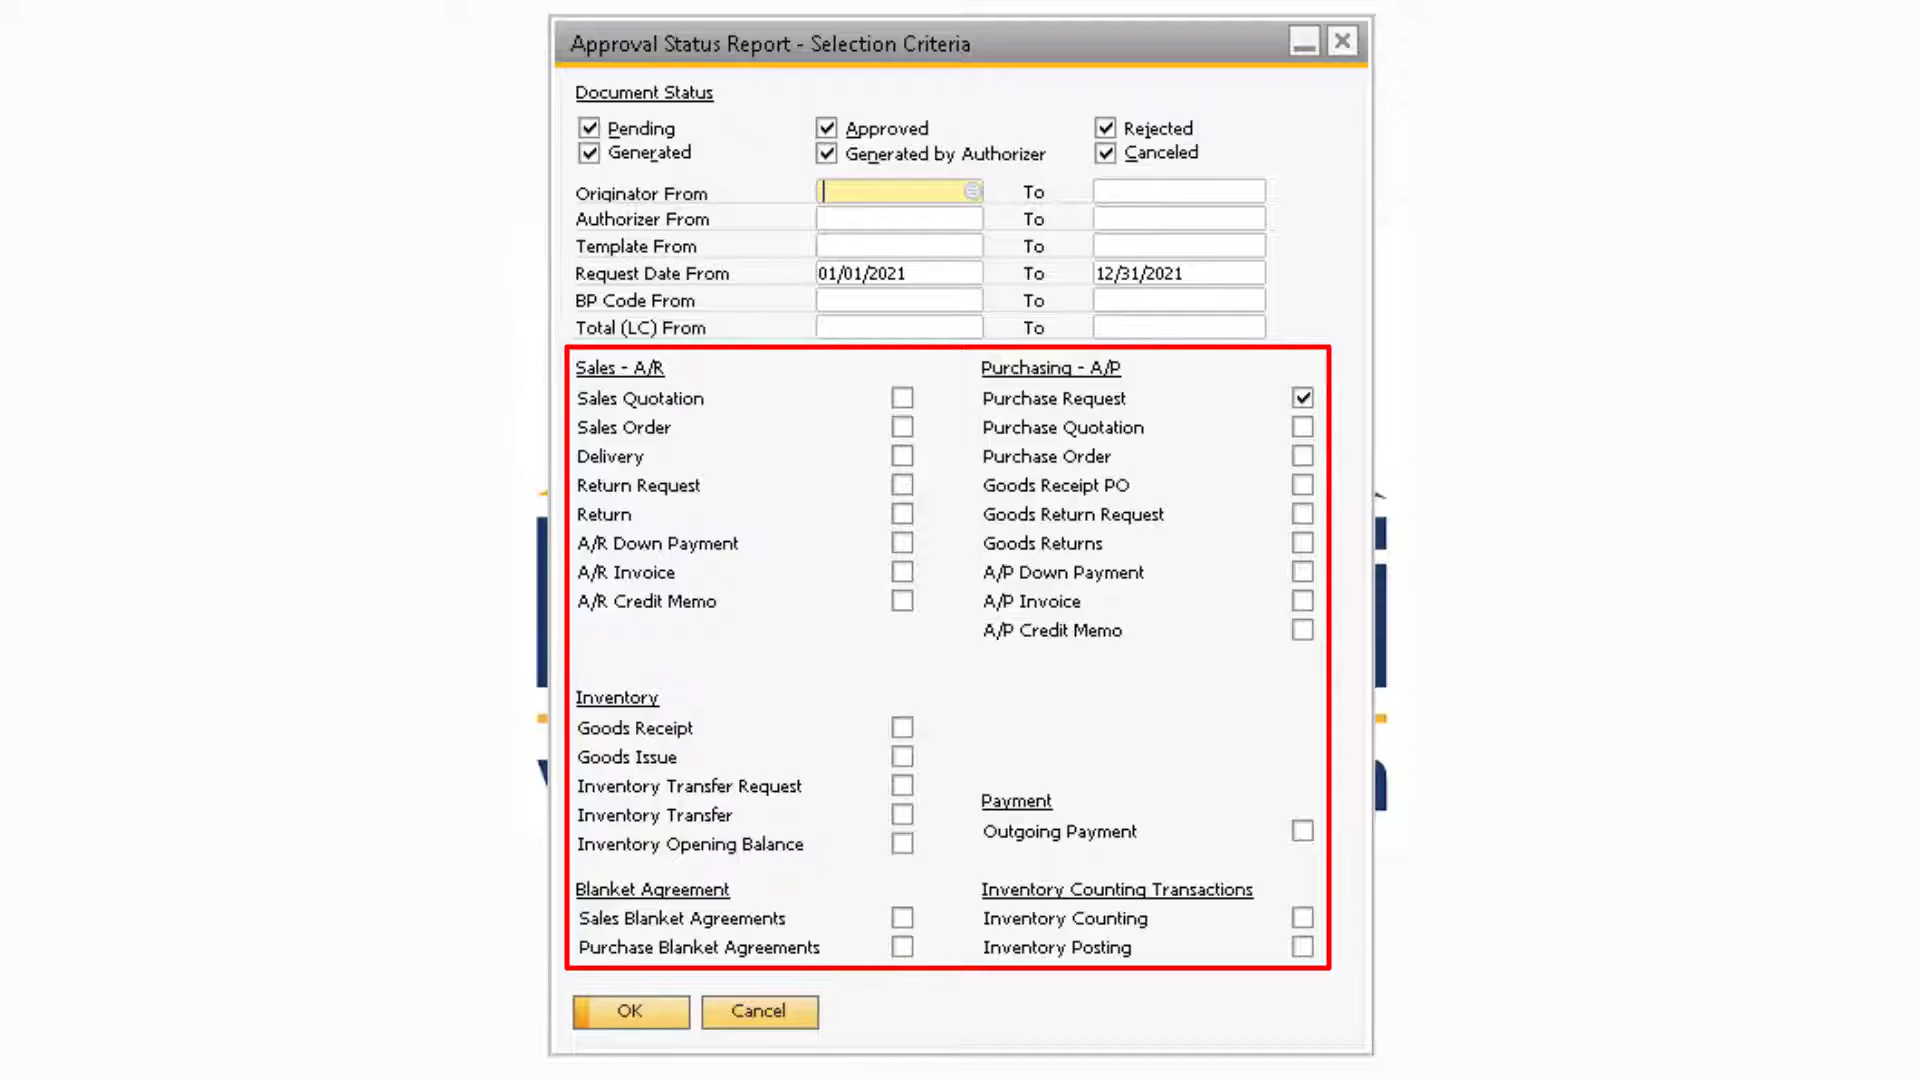 Approval Status Report - Selection Criteria
Document Status
Pending Approved Rejected
Generated Generated by Authorizer Canceled
Originator From To
Authorizer From To
Template From To
Request Date From 01/01/2021 To 12/31/2021
BP Code From To
Total (LC) From To
Sales - A/R
Sales Quotation
Sales Order
Delivery
Return Request
Return
A/R Down Payment
A/R Invoice
A/R Credit Memo
Purchasing - A/P
Purchase Request
Purchase Quotation
Purchase Order
Goods Receipt PO
Goods Return Request
Goods Returns
A/P Down Payment
A/P Invoice
A/P Credit Memo
Inventory
Goods Receipt
Goods Issue
Inventory Transfer Request
Inventory Transfer
Inventory Opening Balance
Payment
Outgoing Payment
Blanket Agreement
Sales Blanket Agreements
Purchase Blanket Agreements
Inventory Counting Transactions
Inventory Counting
Inventory Posting
OK Cancel